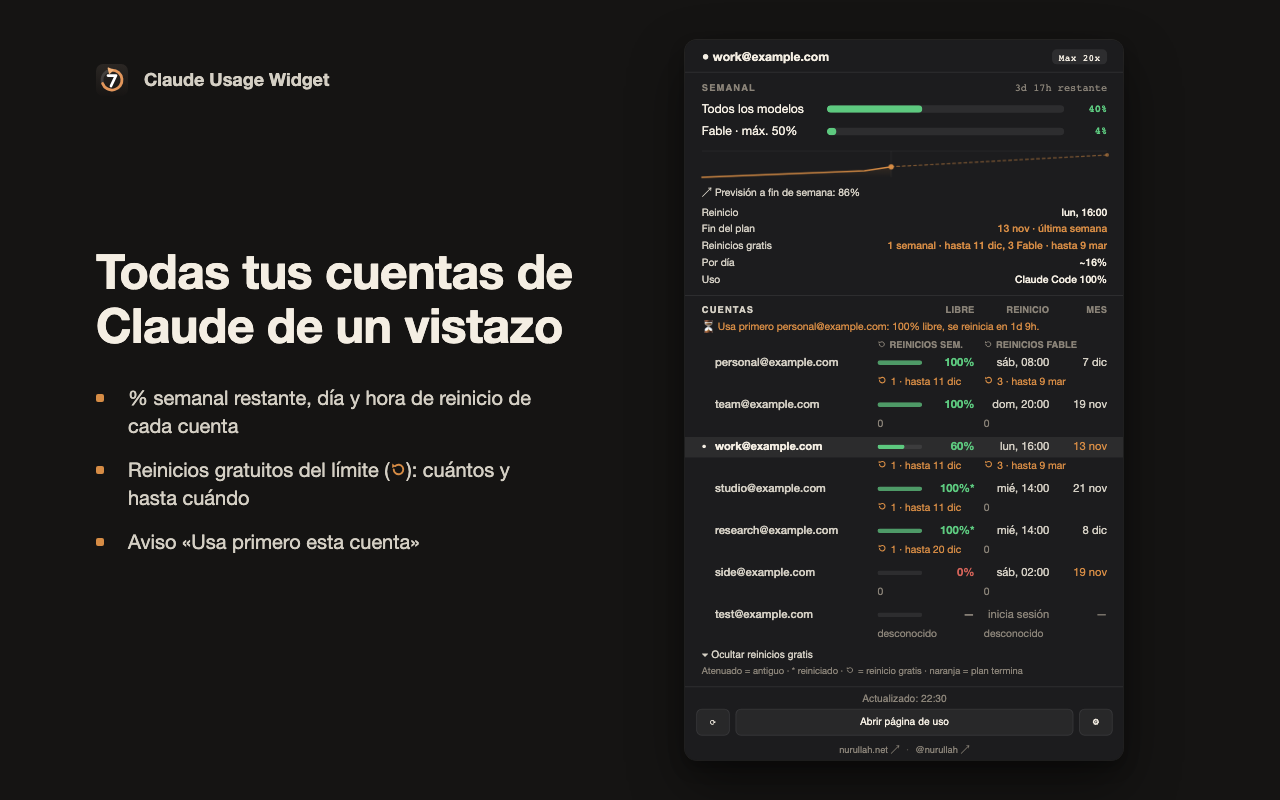 7 Claude Usage Widget
Todas tus cuentas de
Claude de un vistazo
% semanal restante, día y hora de reinicio de
cada cuenta
Reinicios gratuitos del límite (↺): cuántos y
hasta cuándo
Aviso «Usa primero esta cuenta»
• work@example.com Max 20x
SEMANAL 3d 17h restante
Todos los modelos 40%
Fable · máx. 50% 4%
↗ Previsión a fin de semana: 86%
Reinicio lun, 16:00
Fin del plan 13 nov · última semana
Reinicios gratis 1 semanal · hasta 11 dic, 3 Fable · hasta 9 mar
Por día ~16%
Uso Claude Code 100%
CUENTAS LIBRE REINICIO MES
⏳ Usa primero personal@example.com: 100% libre, se reinicia en 1d 9h.
↺ REINICIOS SEM. ↺ REINICIOS FABLE
personal@example.com 100% sáb, 08:00 7 dic
↺ 1 · hasta 11 dic ↺ 3 · hasta 9 mar
team@example.com 100% dom, 20:00 19 nov
0 0
• work@example.com 60% lun, 16:00 13 nov
↺ 1 · hasta 11 dic ↺ 3 · hasta 9 mar
studio@example.com 100%* mié, 14:00 21 nov
↺ 1 · hasta 11 dic 0
research@example.com 100%* mié, 14:00 8 dic
↺ 1 · hasta 20 dic 0
side@example.com 0% sáb, 02:00 19 nov
0 0
test@example.com — inicia sesión —
desconocido desconocido
▾ Ocultar reinicios gratis
Atenuado = antiguo · * reiniciado · ↺ = reinicio gratis · naranja = plan termina
Actualizado: 22:30
⟳ Abrir página de uso ⚙
nurullah.net ↗ · @nurullah ↗